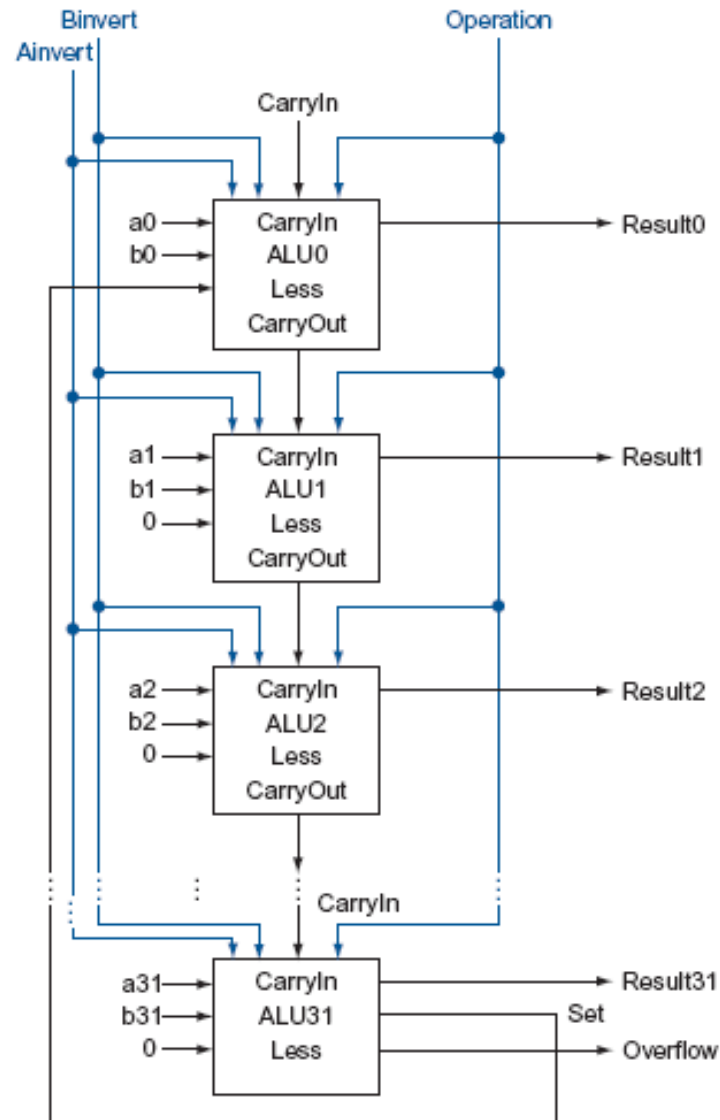 Binvert Operation
Ainvert
CarryIn
a0 CarryIn Result0
b0 ALU0
Less
CarryOut
a1 CarryIn Result1
b1 ALU1
0 Less
CarryOut
a2 CarryIn Result2
b2 ALU2
0 Less
CarryOut
CarryIn
a31 CarryIn Result31
b31 ALU31 Set
0 Less Overflow